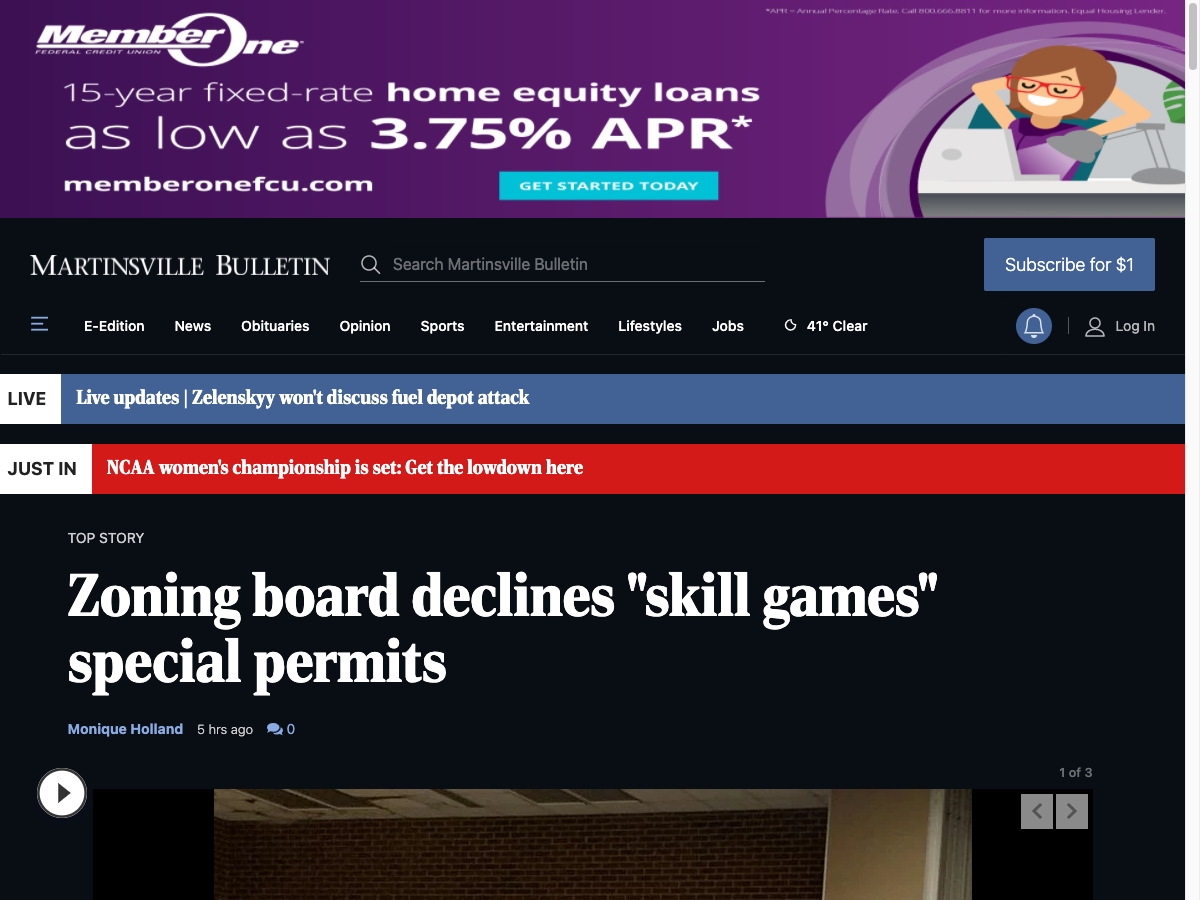 *APR = Annual Percentage Rate. Call 800.666.8811 for more information. Equal Housing Lender.
MemberOne
FEDERAL CREDIT UNION
15-year fixed-rate home equity loans
as low as 3.75% APR*
memberonefcu.com
GET STARTED TODAY
MARTINSVILLE BULLETIN
Search Martinsville Bulletin
Subscribe for $1
E-Edition News Obituaries Opinion Sports Entertainment Lifestyles Jobs 41° Clear Log In
LIVE Live updates | Zelenskyy won't discuss fuel depot attack
JUST IN NCAA women's championship is set: Get the lowdown here
TOP STORY
Zoning board declines "skill games"
special permits
Monique Holland 5 hrs ago 0
1 of 3